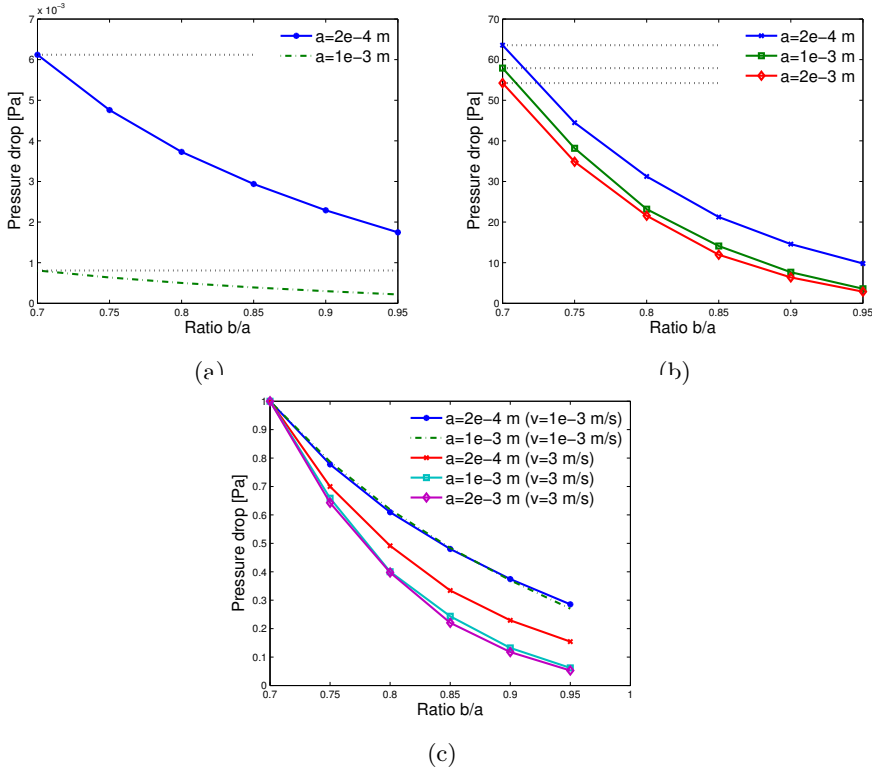 x 10−3
7
6
5
4
3
2
1
0
Pressure drop [Pa]
a=2e−4 m
a=1e−3 m
0.7 0.75 0.8 0.85 0.9 0.95
Ratio b/a
(a)
70
60
50
40
30
20
10
0
Pressure drop [Pa]
a=2e−4 m
a=1e−3 m
a=2e−3 m
0.7 0.75 0.8 0.85 0.9 0.95
Ratio b/a
(b)
1
0.9
0.8
0.7
0.6
0.5
0.4
0.3
0.2
0.1
0
Pressure drop [Pa]
a=2e−4 m (v=1e−3 m/s)
a=1e−3 m (v=1e−3 m/s)
a=2e−4 m (v=3 m/s)
a=1e−3 m (v=3 m/s)
a=2e−3 m (v=3 m/s)
0.7 0.75 0.8 0.85 0.9 0.95 1
Ratio b/a
(c)